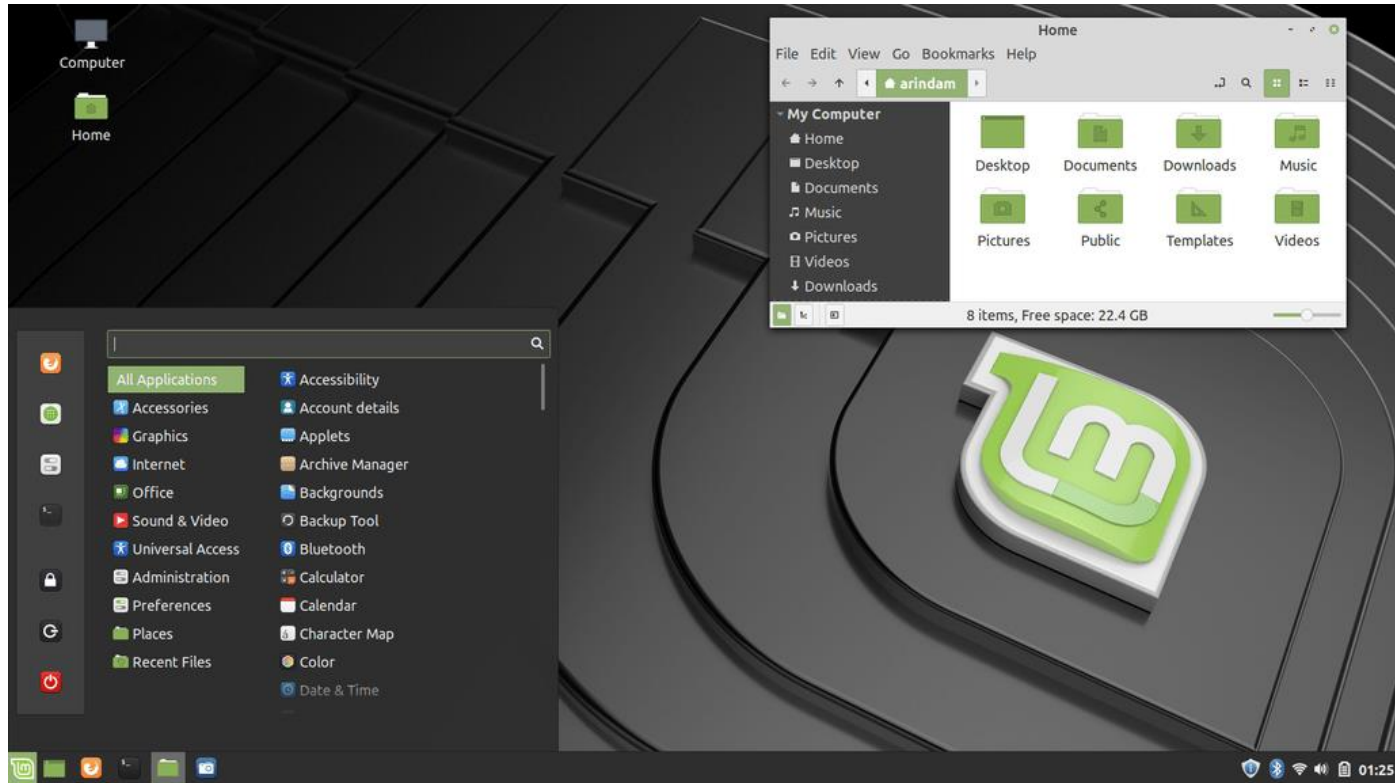 Computer
Home
Home
File Edit View Go Bookmarks Help
arindam
My Computer
Home
Desktop
Documents
Music
Pictures
Videos
Downloads
Desktop Documents Downloads Music
Pictures Public Templates Videos
8 items, Free space: 22.4 GB
All Applications
Accessories
Graphics
Internet
Office
Sound & Video
Universal Access
Administration
Preferences
Places
Recent Files
Accessibility
Account details
Applets
Archive Manager
Backgrounds
Backup Tool
Bluetooth
Calculator
Calendar
Character Map
Color
Date & Time
lm
01:25